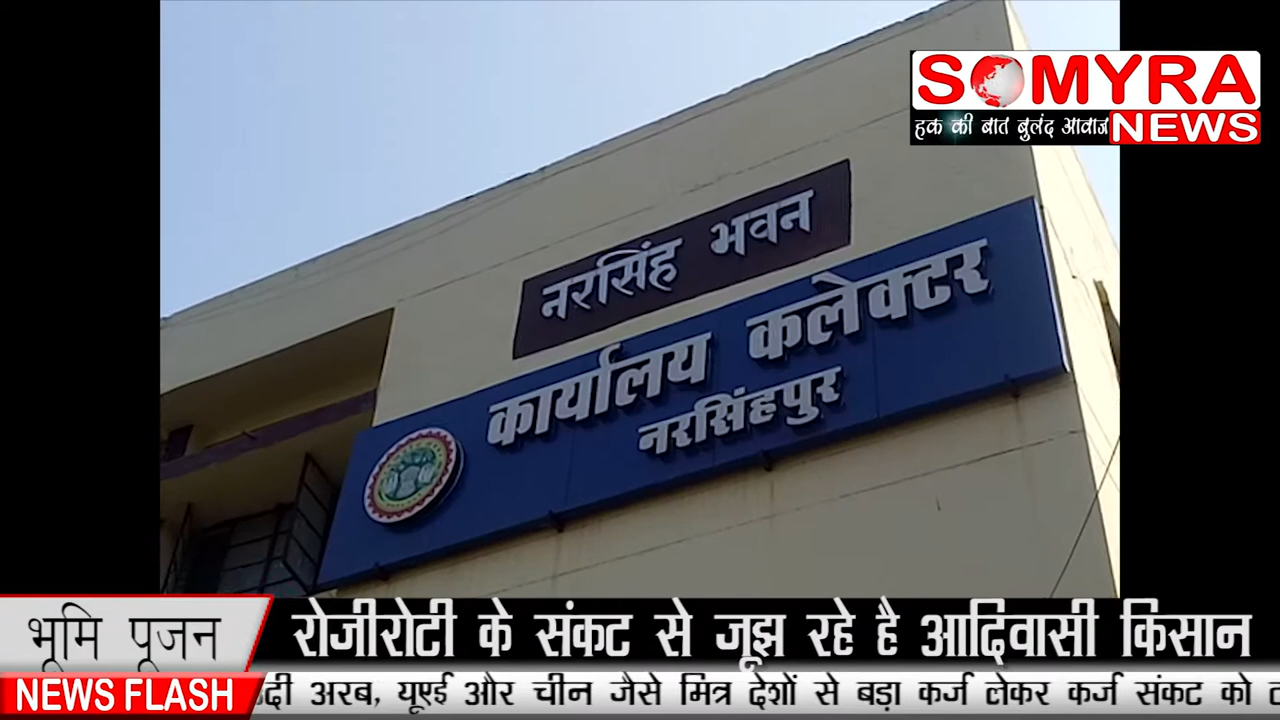 SOMYRA
हक की बात बुलंद आवाज NEWS
नरसिंह भवन
कार्यालय कलेक्टर
नरसिंहपुर
भूमि पूजन
रोजीरोटी के संकट से जूझ रहे है आदिवासी किसान
NEWS FLASH
अरब, यूएई और चीन जैसे मित्र देशों से बड़ा कर्ज लेकर कर्ज संकट को